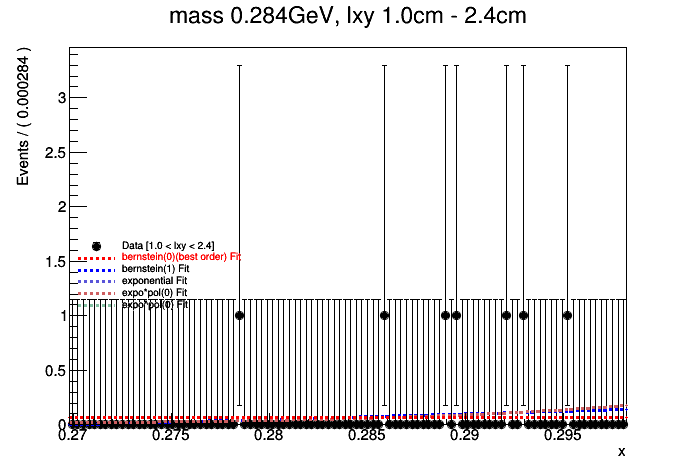 mass 0.284GeV, lxy 1.0cm - 2.4cm
Events / ( 0.000284 )
3
2.5
2
1.5
1
0.5
0
Data [1.0 < lxy < 2.4]
bernstein(0)(best order) Fit
bernstein(1) Fit
exponential Fit
expo*pol(0) Fit
expo*pol(0) Fit
0.27 0.275 0.28 0.285 0.29 0.295
x